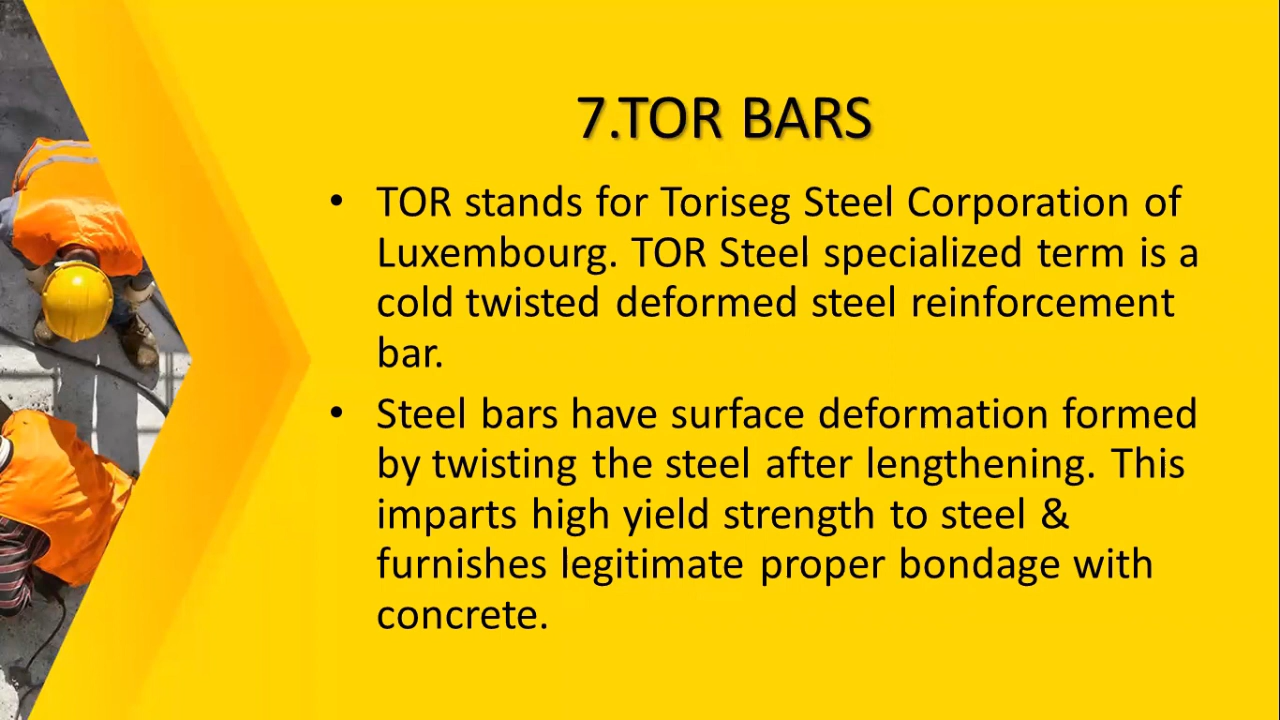 7.TOR BARS
• TOR stands for Toriseg Steel Corporation of
Luxembourg. TOR Steel specialized term is a
cold twisted deformed steel reinforcement
bar.
• Steel bars have surface deformation formed
by twisting the steel after lengthening. This
imparts high yield strength to steel &
furnishes legitimate proper bondage with
concrete.